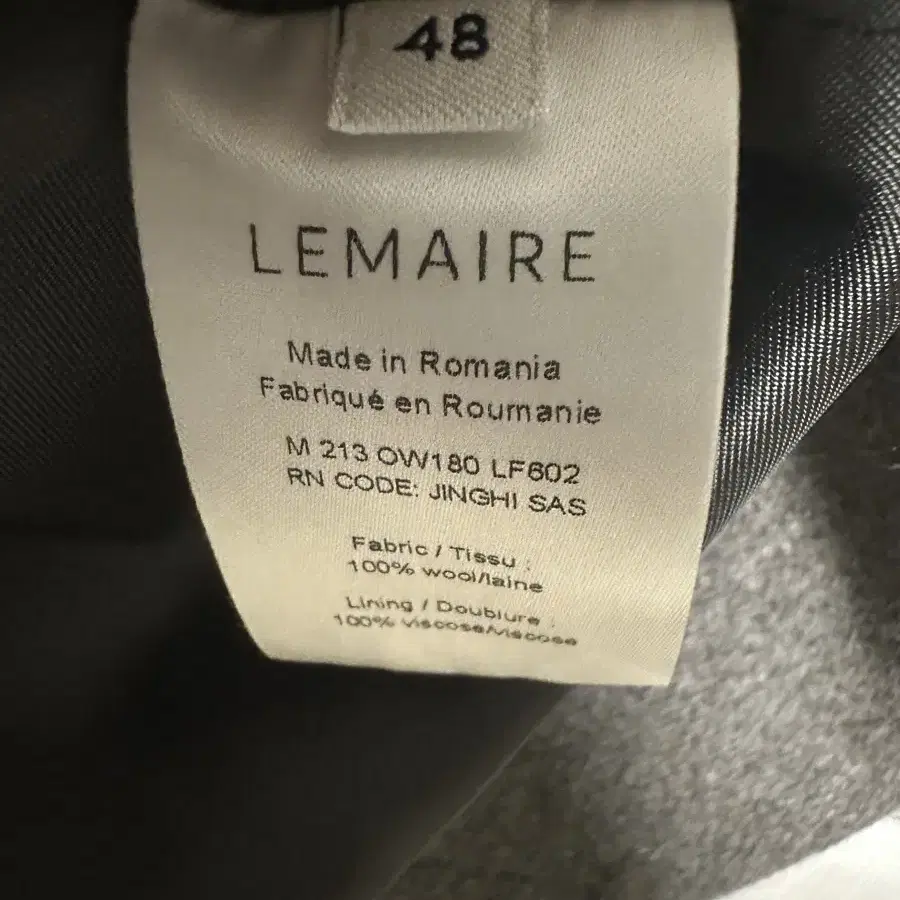 48
LEMAIRE
Made in Romania
Fabriqué en Roumanie
M 213 OW180 LF602
RN CODE: JINGHI SAS
Fabric / Tissu :
100% wool/laine
Lining / Doublure :
100% viscose/viscose